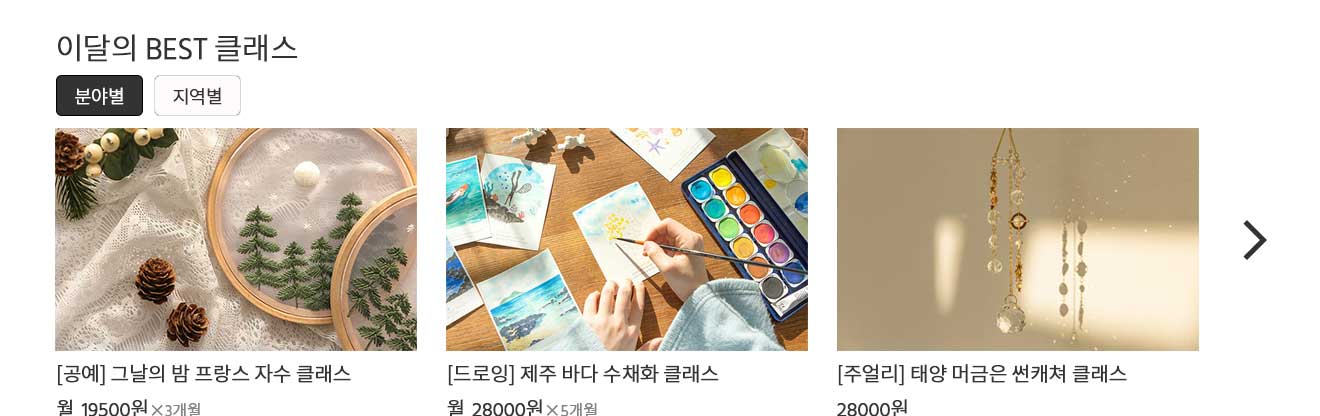 이달의 BEST 클래스
분야별 지역별
[공예] 그날의 밤 프랑스 자수 클래스
월 19500원×3개월
[드로잉] 제주 바다 수채화 클래스
월 28000원×5개월
[주얼리] 태양 머금은 썬캐쳐 클래스
28000원